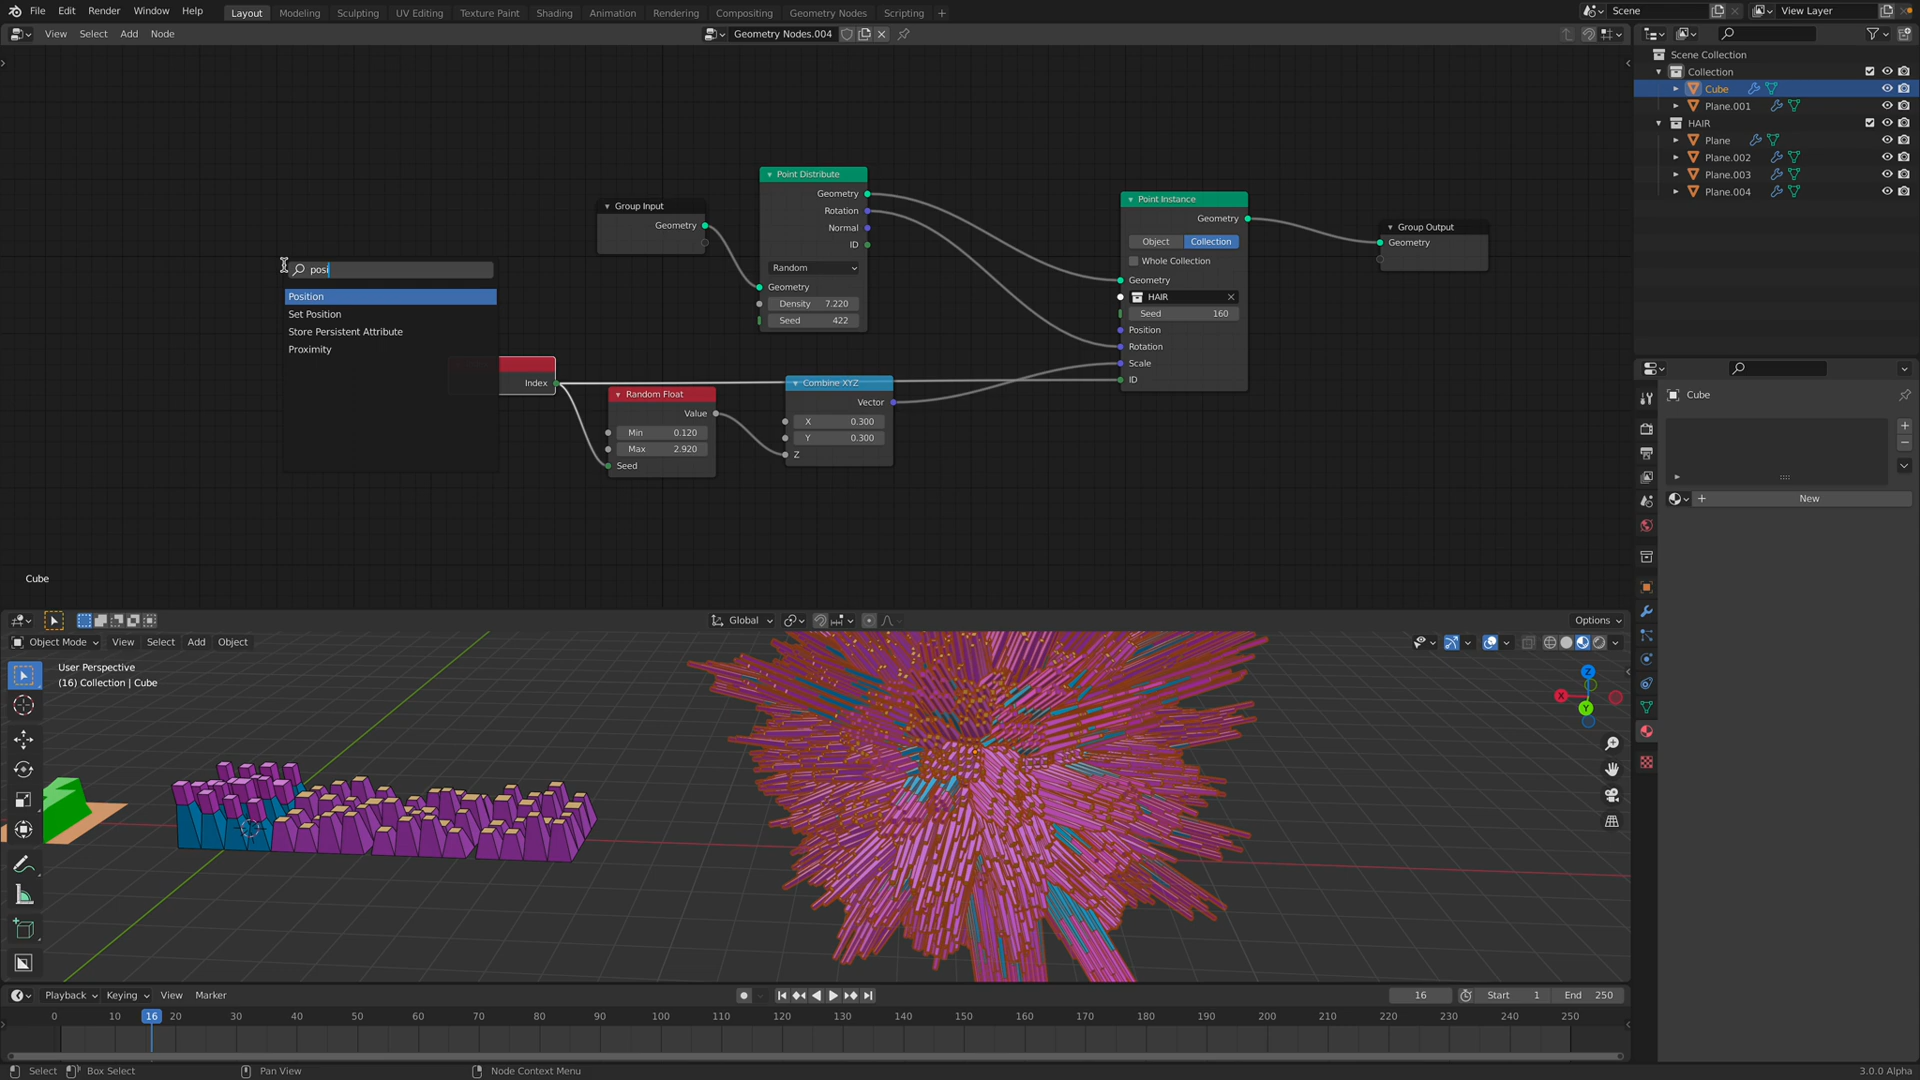 File Edit Render Window Help Layout Modeling Sculpting UV Editing Texture Paint Shading Animation Rendering Compositing Geometry Nodes Scripting + Scene View Layer
View Select Add Node Geometry Nodes.004
Scene Collection
Collection
Cube
Plane.001
HAIR
Plane
Plane.002
Plane.003
Plane.004
Group Input
Geometry
Point Distribute
Geometry
Rotation
Normal
ID
Random
Geometry
Density 7.220
Seed 422
Point Instance
Geometry
Object Collection
Whole Collection
Geometry
HAIR
Seed 160
Position
Rotation
Scale
ID
Group Output
Geometry
posi
Position
Set Position
Store Persistent Attribute
Proximity
Index
Random Float
Value
Min 0.120
Max 2.920
Seed
Combine XYZ
Vector
X 0.300
Y 0.300
Z
Cube
Cube
New
Global Options
Object Mode View Select Add Object
User Perspective
(16) Collection | Cube
X
Y
Z
Playback Keying View Marker 16 Start 1 End 250
0 10 16 20 30 40 50 60 70 80 90 100 110 120 130 140 150 160 170 180 190 200 210 220 230 240 250
Select Box Select Pan View Node Context Menu 3.0.0 Alpha